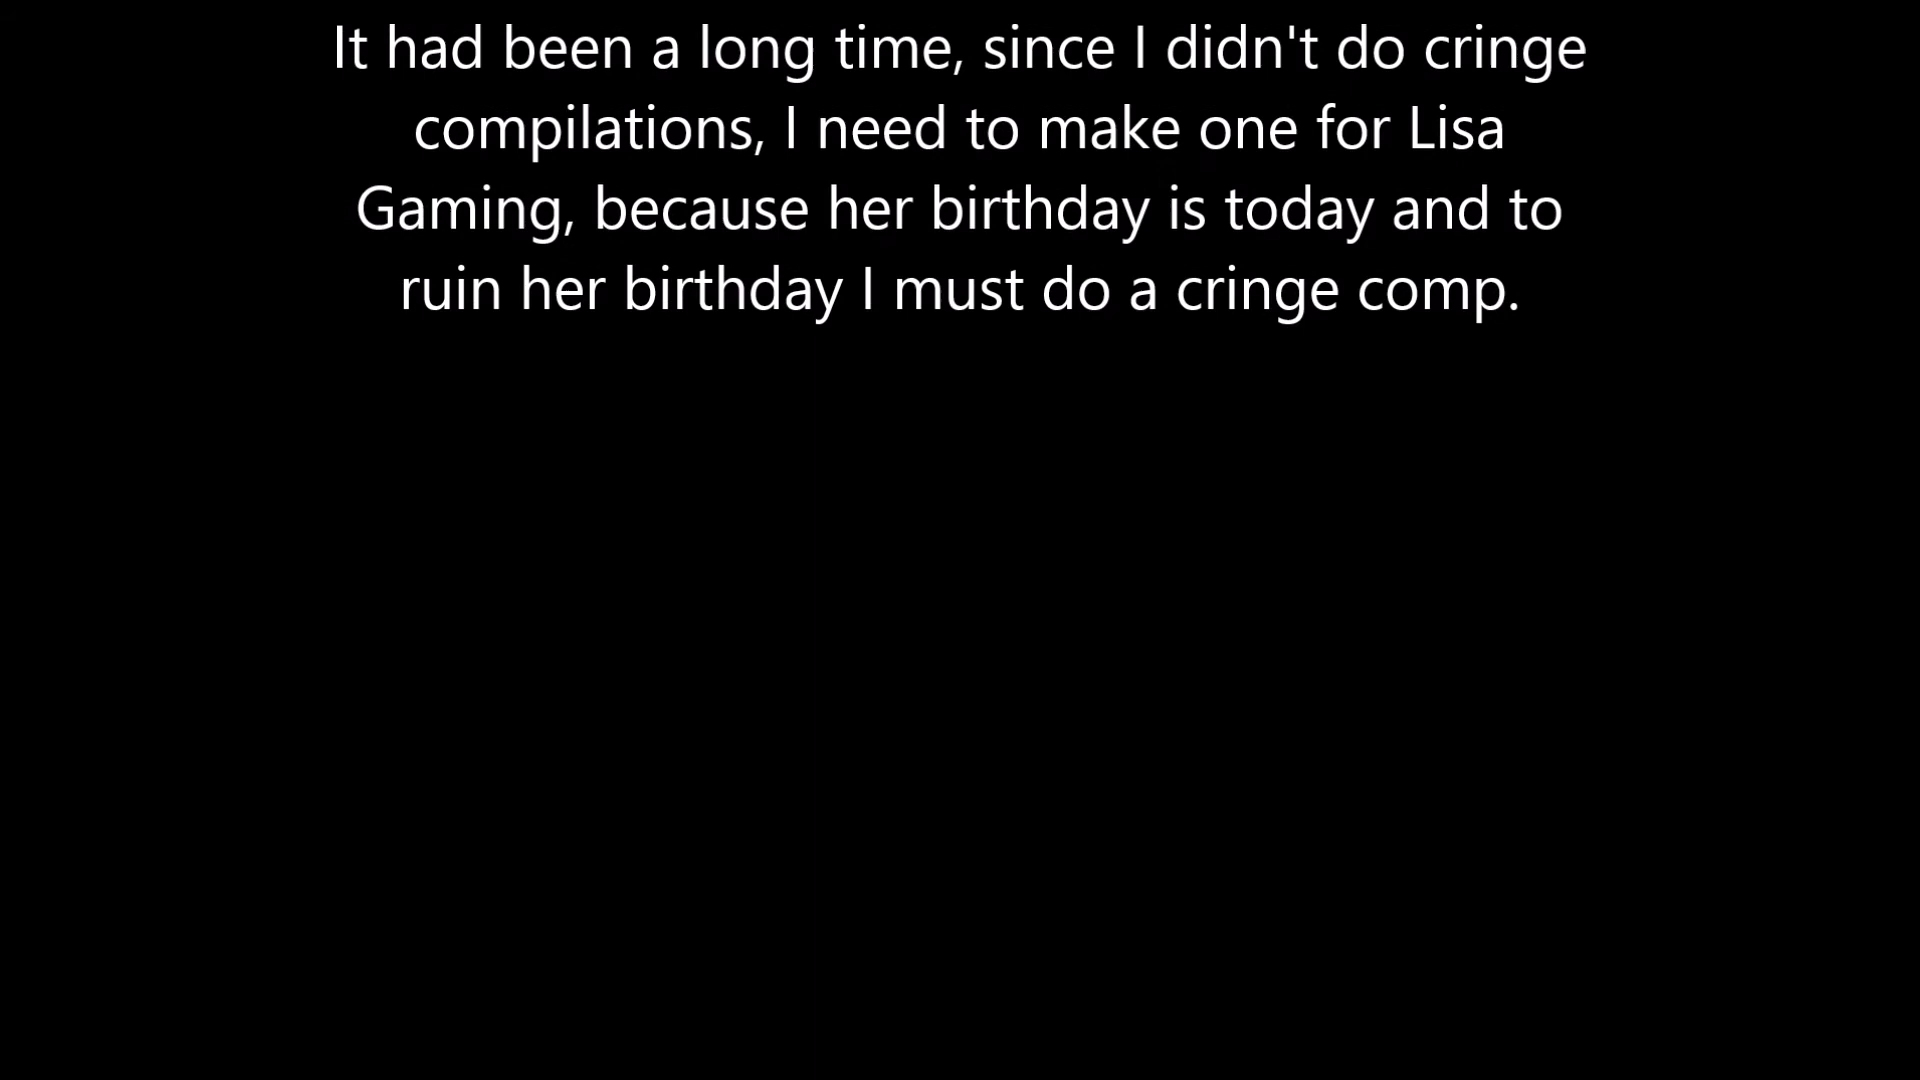 It had been a long time, since I didn't do cringe
compilations, I need to make one for Lisa
Gaming, because her birthday is today and to
ruin her birthday I must do a cringe comp.